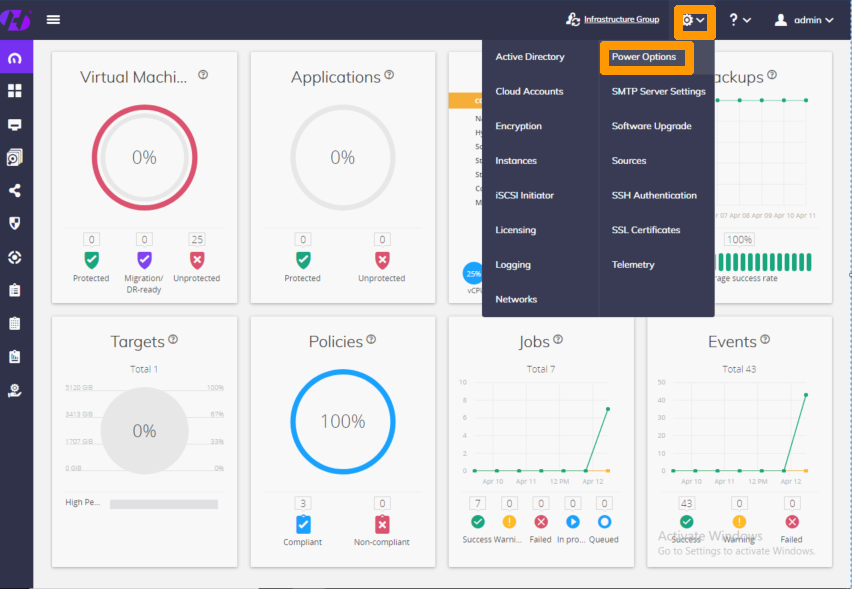 Infrastructure Group
?
admin
Virtual Machi...
0%
0
0
25
Protected
Migration/
DR-ready
Unprotected
Applications
0%
0
0
Protected
Unprotected
25%
Active Directory
Cloud Accounts
Encryption
Instances
iSCSI Initiator
Licensing
Logging
Networks
Power Options
SMTP Server Settings
Software Upgrade
Sources
SSH Authentication
SSL Certificates
Telemetry
ackups
07 Apr 08 Apr 09 Apr 10 Apr 11
100%
rage success rate
Targets
Total 1
5120 GiB
3413 GiB
1707 GiB
0 GiB
100%
67%
33%
0%
0%
High Pe...
Policies
100%
3
0
Compliant
Non-compliant
Jobs
Total 7
10
8
6
4
2
0
Apr 10 Apr 11 12 PM Apr 12
7 0 0 0 0
Success Warni... Failed In pro... Queued
Events
Total 43
50
40
30
20
10
0
Apr 10 Apr 11 12 PM Apr 12
43 0 0
Success Warning Failed
Activate Windows
Go to Settings to activate Windows.